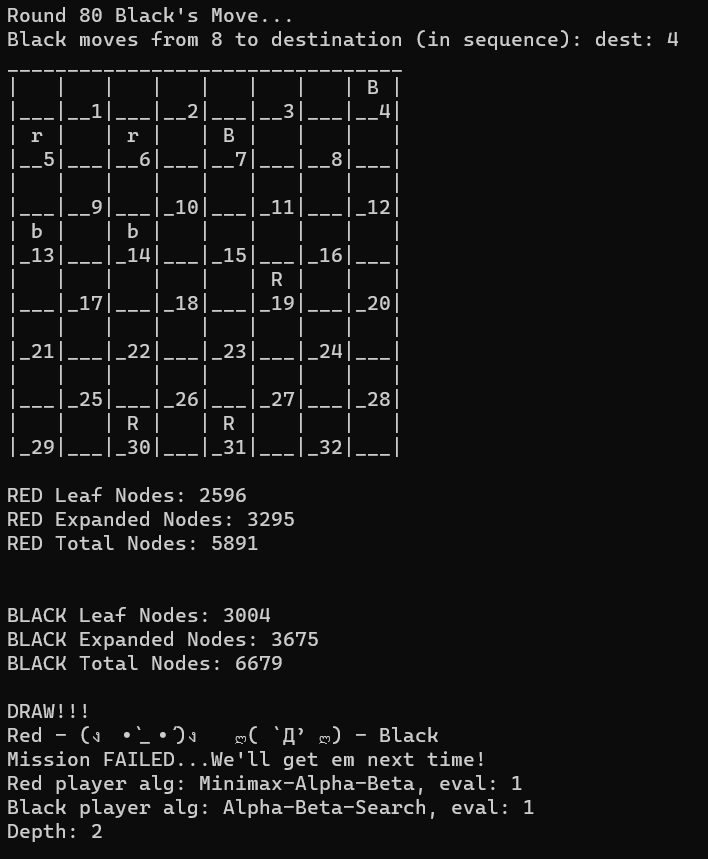 Round 80 Black's Move...
Black moves from 8 to destination (in sequence): dest: 4
_________________________________
|   |   |   |   |   |   |   | B |
|___|__1|___|__2|___|__3|___|__4|
| r |   | r |   | B |   |   |   |
|__5|___|__6|___|__7|___|__8|___|
|   |   |   |   |   |   |   |   |
|___|__9|___|_10|___|_11|___|_12|
| b |   | b |   |   |   |   |   |
|_13|___|_14|___|_15|___|_16|___|
|   |   |   |   |   | R |   |   |
|___|_17|___|_18|___|_19|___|_20|
|   |   |   |   |   |   |   |   |
|_21|___|_22|___|_23|___|_24|___|
|   |   |   |   |   |   |   |   |
|___|_25|___|_26|___|_27|___|_28|
|   |   | R |   | R |   |   |   |
|_29|___|_30|___|_31|___|_32|___|
RED Leaf Nodes: 2596
RED Expanded Nodes: 3295
RED Total Nodes: 5891
BLACK Leaf Nodes: 3004
BLACK Expanded Nodes: 3675
BLACK Total Nodes: 6679
DRAW!!!
Red - (ง •̀_•́)ง   ლ( `Д’ ლ) - Black
Mission FAILED...We'll get em next time!
Red player alg: Minimax-Alpha-Beta, eval: 1
Black player alg: Alpha-Beta-Search, eval: 1
Depth: 2